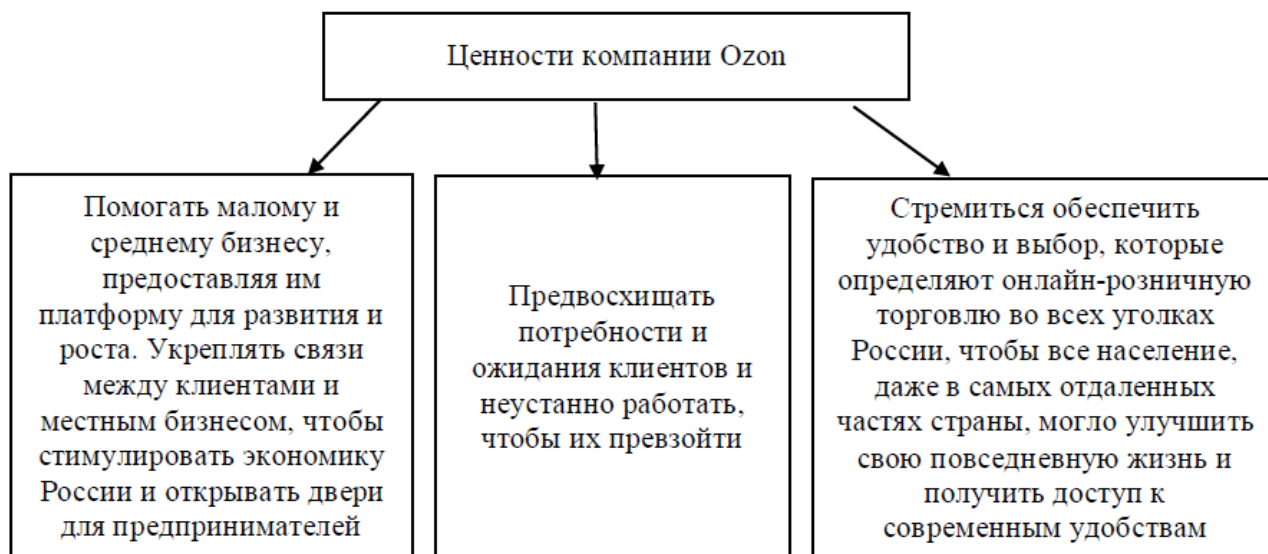 Ценности компании Ozon
Помогать малому и
среднему бизнесу,
предоставляя им
платформу для развития и
роста. Укреплять связи
между клиентами и
местным бизнесом, чтобы
стимулировать экономику
России и открывать двери
для предпринимателей
Предвосхищать
потребности и
ожидания клиентов и
неустанно работать,
чтобы их превзойти
Стремиться обеспечить
удобство и выбор, которые
определяют онлайн-розничную
торговлю во всех уголках
России, чтобы все население,
даже в самых отдаленных
частях страны, могло улучшить
свою повседневную жизнь и
получить доступ к
современным удобствам